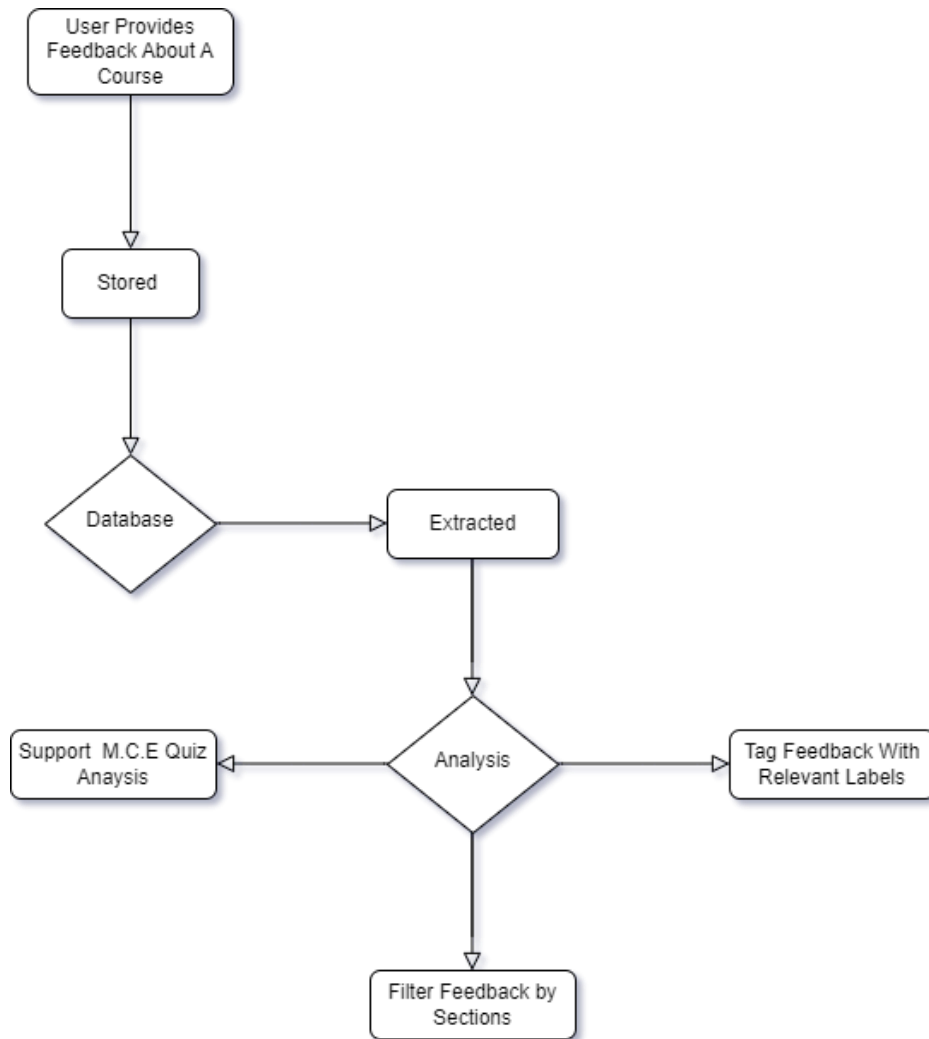 User Provides
Feedback About A
Course
Stored
Database
Extracted
Analysis
Support  M.C.E Quiz
Anaysis
Tag Feedback With
Relevant Labels
Filter Feedback by
Sections